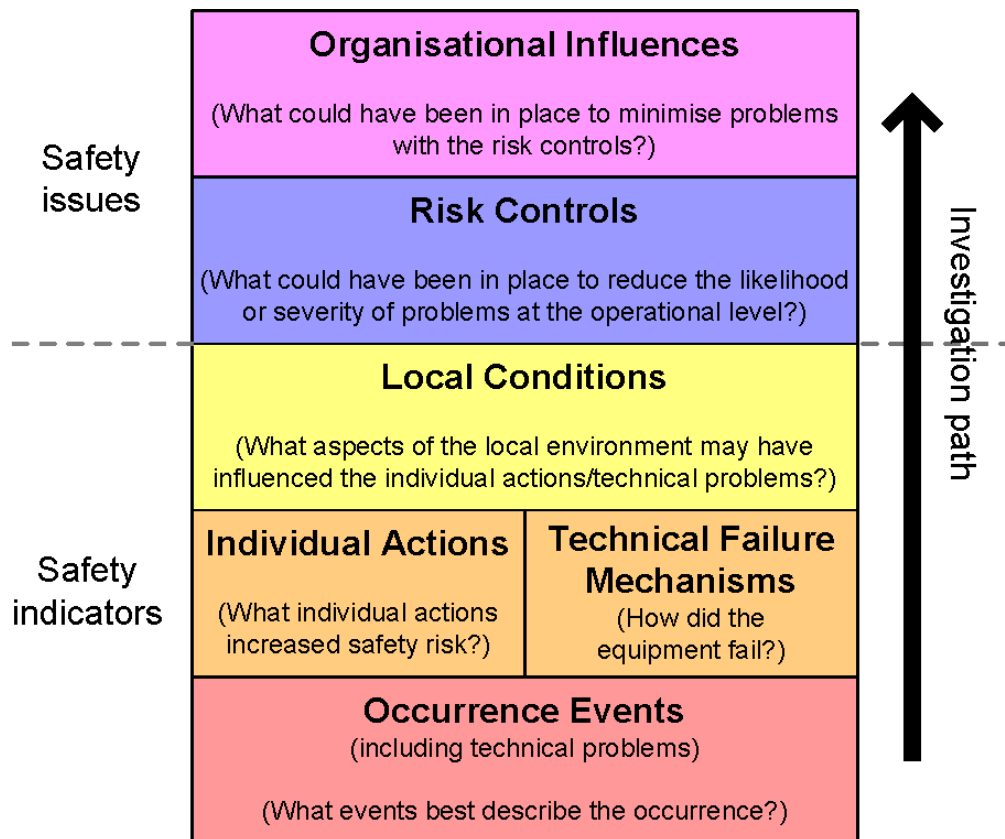 Organisational Influences
(What could have been in place to minimise problems
with the risk controls?)
Safety
issues
Risk Controls
(What could have been in place to reduce the likelihood
or severity of problems at the operational level?)
Investigation path
Local Conditions
(What aspects of the local environment may have
influenced the individual actions/technical problems?)
Safety
indicators
Individual Actions
(What individual actions
increased safety risk?)
Technical Failure
Mechanisms
(How did the
equipment fail?)
Occurrence Events
(including technical problems)
(What events best describe the occurrence?)